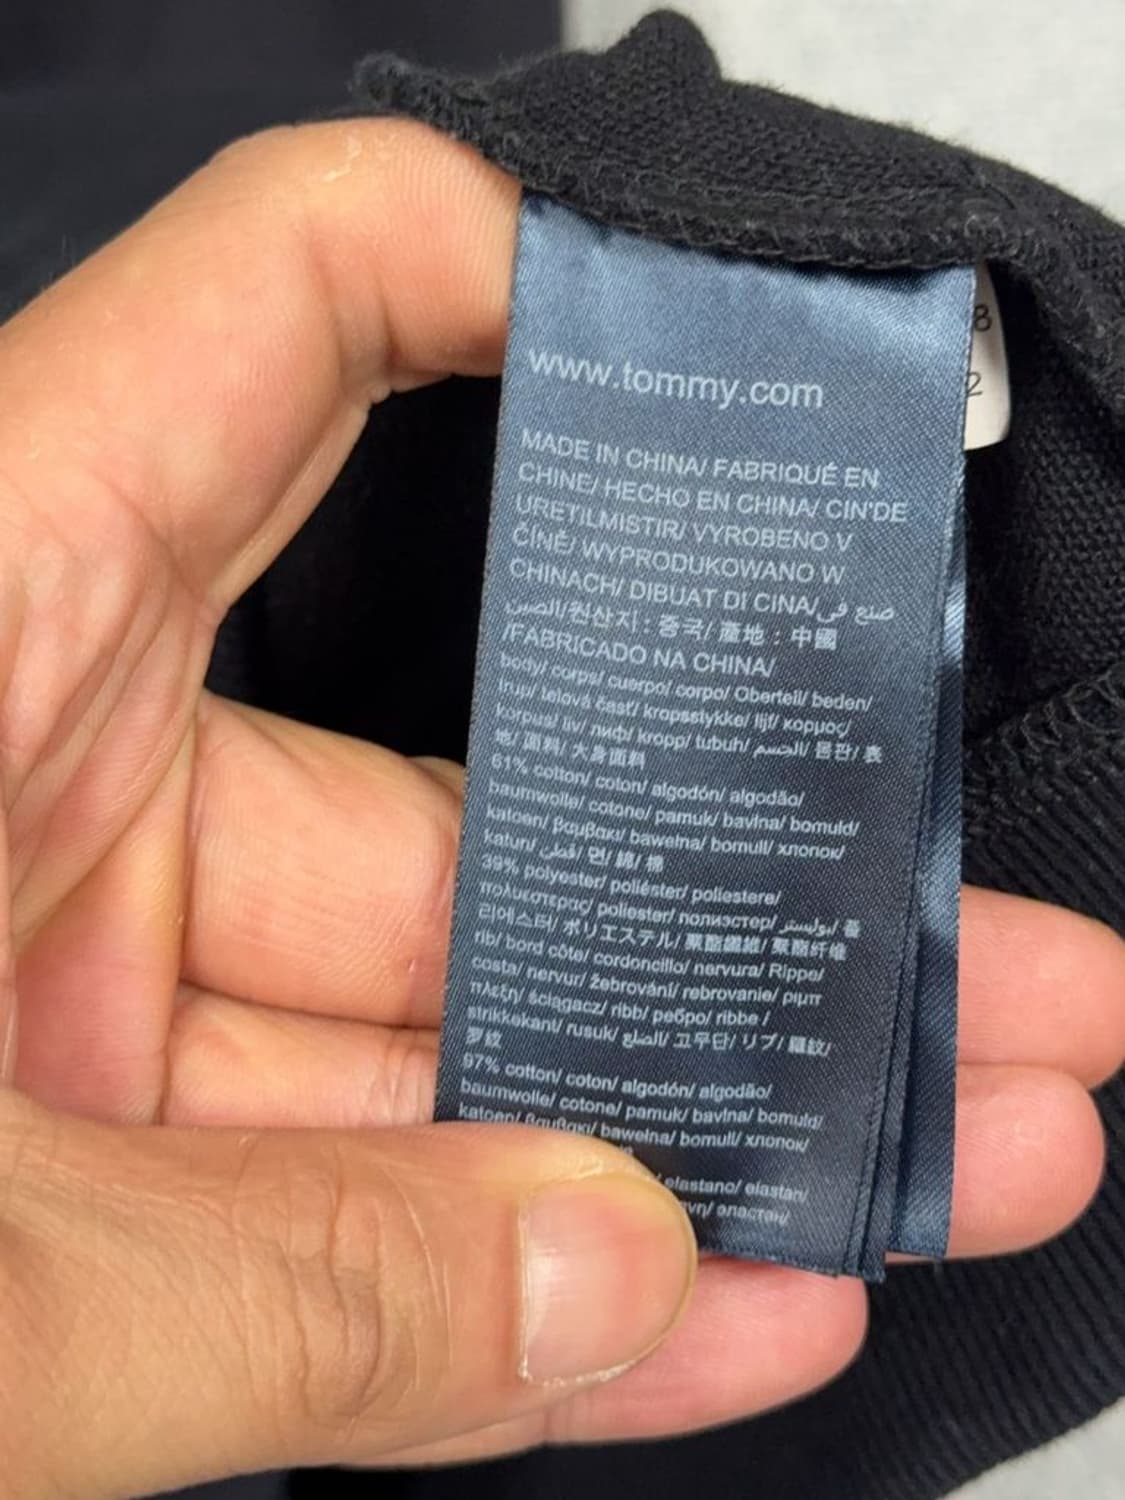 www.tommy.com
MADE IN CHINA/ FABRIQUÉ EN
CHINE/ HECHO EN CHINA/ CIN'DE
URETILMISTIR/ VYROBENO V
ČÍNĚ/ WYPRODUKOWANO W
CHINACH/ DIBUAT DI CINA/ صنع في
الصين/원산지 : 중국/ 產地 : 中國
/FABRICADO NA CHINA/
body/ corps/ cuerpo/ corpo/ Oberteil/ beden/
trup/ telová časť/ kropsstykke/ lijf/ κορμος/
korpus/ liv/ лиф/ kropp/ tubuh/ الجسم/ 몸판/ 表
地/ 面料/ 大身面料
61% cotton/ coton/ algodón/ algodão/
baumwolle/ cotone/ pamuk/ bavlna/ bomuld/
katoen/ βαμβακι/ bawełna/ bomull/ хлопок/
katun/ قطن/ 면/ 綿/ 棉
39% polyester/ poliéster/ poliestere/
πολυεστερας/ poliester/ полиэстер/ بوليستر/ 폴
리에스터/ ポリエステル/ 聚酯纖維/ 聚酯纤维
rib/ bord côte/ cordoncillo/ nervura/ Rippe/
costa/ nervur/ žebrování/ rebrovanie/ ριμπ
πλεξη/ ściągacz/ ribb/ ребро/ ribbe /
strikkekant/ rusuk/ الضلع/ 고무단/ リブ/ 羅紋/
罗纹
97% cotton/ coton/ algodón/ algodão/
baumwolle/ cotone/ pamuk/ bavlna/ bomuld/
katoen/ βαμβακι/ bawełna/ bomull/ хлопок/
elastano/ elastan/
эластан/
8
2